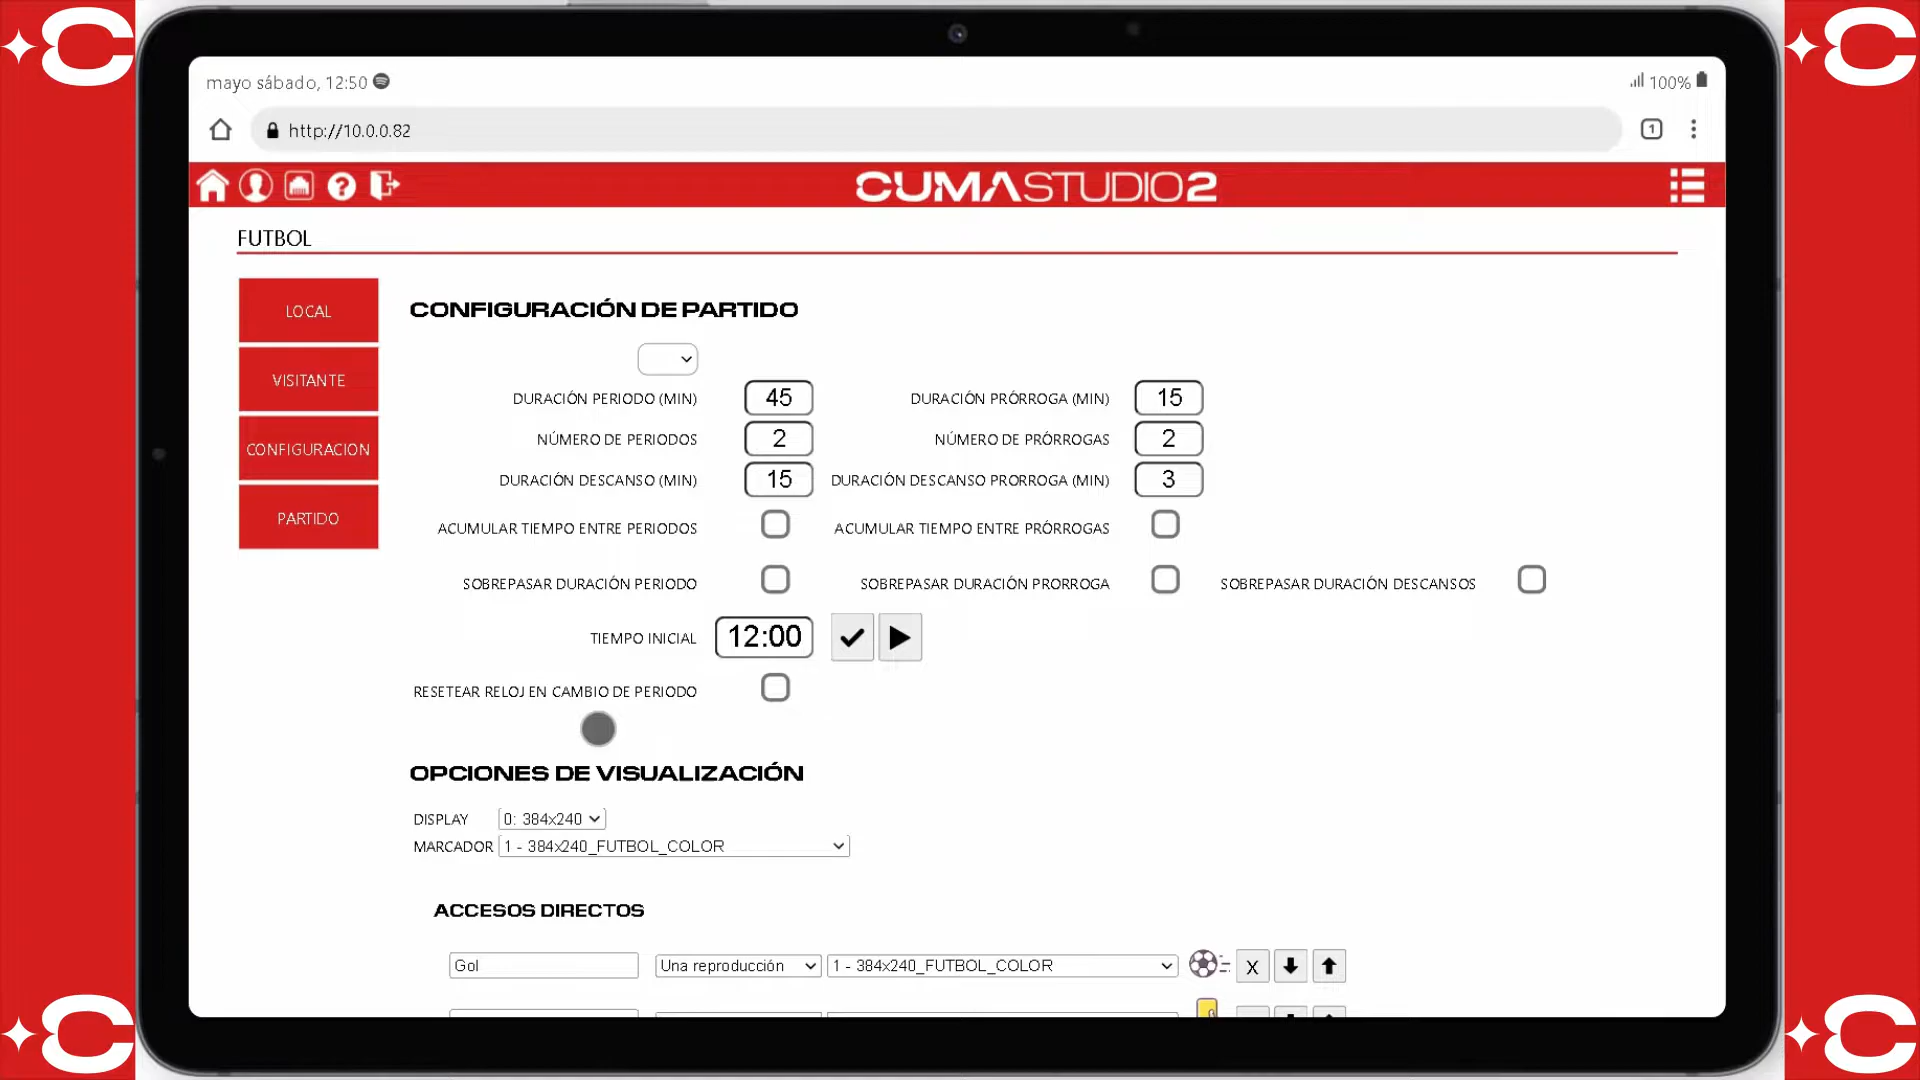 mayo sábado, 12:50
100%
http://10.0.0.82
1
CUMASTUDIO2
FUTBOL
LOCAL
VISITANTE
CONFIGURACION
PARTIDO
CONFIGURACIÓN DE PARTIDO
DURACIÓN PERIODO (MIN) 45 DURACIÓN PRÓRROGA (MIN) 15
NÚMERO DE PERIODOS 2 NÚMERO DE PRÓRROGAS 2
DURACIÓN DESCANSO (MIN) 15 DURACIÓN DESCANSO PRORROGA (MIN) 3
ACUMULAR TIEMPO ENTRE PERIODOS ACUMULAR TIEMPO ENTRE PRÓRROGAS
SOBREPASAR DURACIÓN PERIODO SOBREPASAR DURACIÓN PRORROGA SOBREPASAR DURACIÓN DESCANSOS
TIEMPO INICIAL 12:00
RESETEAR RELOJ EN CAMBIO DE PERIODO
OPCIONES DE VISUALIZACIÓN
DISPLAY 0: 384x240
MARCADOR 1 - 384x240_FUTBOL_COLOR
ACCESOS DIRECTOS
Gol Una reproducción 1 - 384x240_FUTBOL_COLOR X